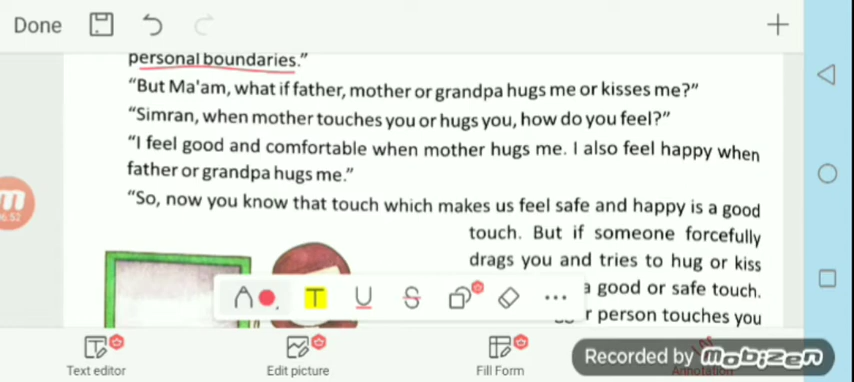 Done
personal boundaries."
"But Ma'am, what if father, mother or grandpa hugs me or kisses me?"
"Simran, when mother touches you or hugs you, how do you feel?"
"I feel good and comfortable when mother hugs me. I also feel happy when
father or grandpa hugs me."
"So, now you know that touch which makes us feel safe and happy is a good
touch. But if someone forcefully
drags you and tries to hug or kiss
a good or safe touch.
r person touches you
T U S
Text editor
Edit picture
Fill Form
Annotation
Recorded by mobizen